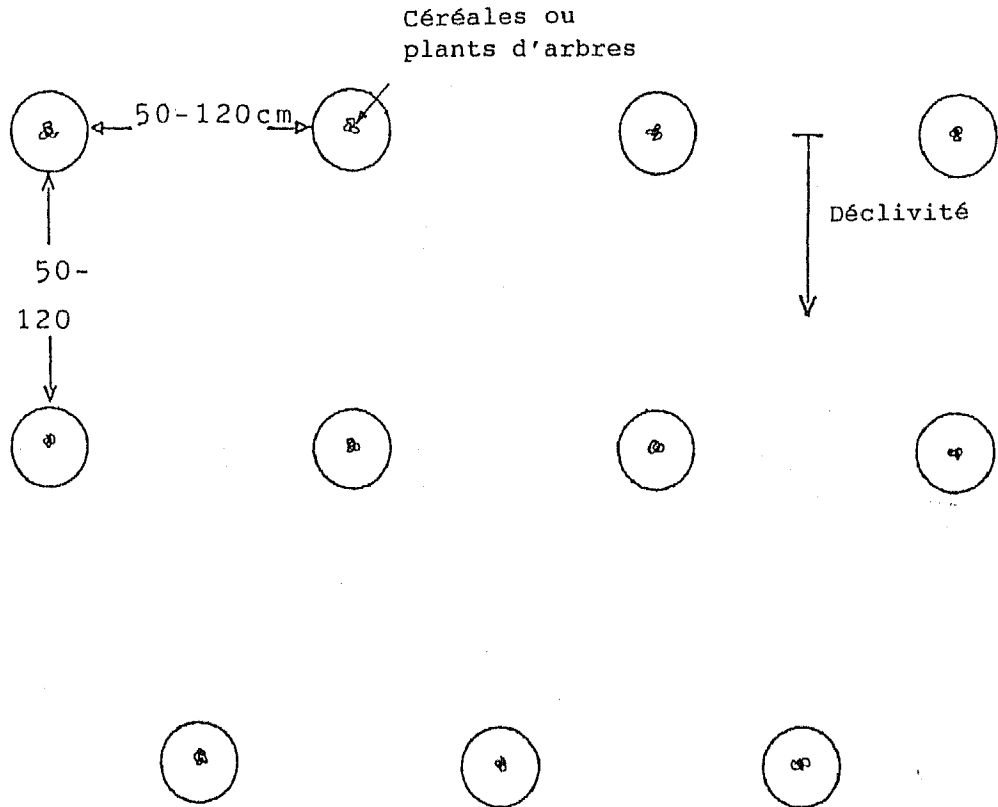 Céréales ou
plants d'arbres
50-120cm
Déclivité
50-
120